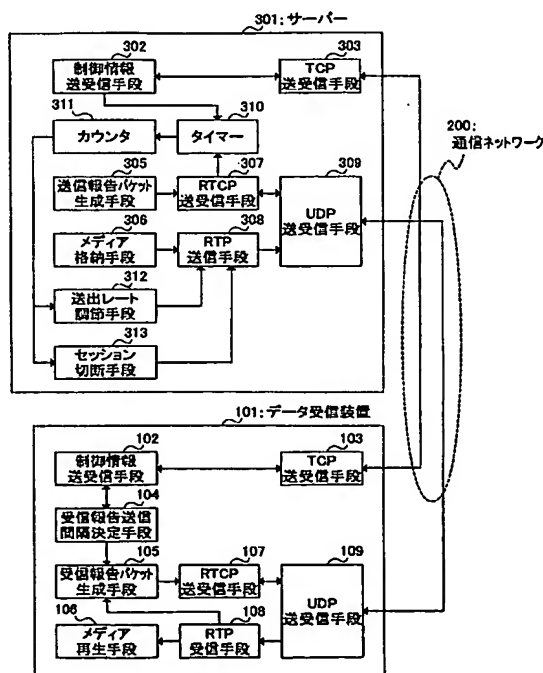 301:サーバー
302
制御情報
送受信手段
303
TCP
送受信手段
311
カウンタ
310
タイマー
200:
通信ネットワーク
305
送信報告パケット
生成手段
307
RTCP
送受信手段
309
UDP
送受信手段
306
メディア
格納手段
308
RTP
送信手段
312
送出レート
調節手段
313
セッション
切断手段
101:データ受信装置
102
制御情報
送受信手段
103
TCP
送受信手段
104
受信報告送信
間隔決定手段
105
受信報告パケット
生成手段
107
RTCP
送受信手段
109
UDP
送受信手段
106
メディア
再生手段
108
RTP
受信手段